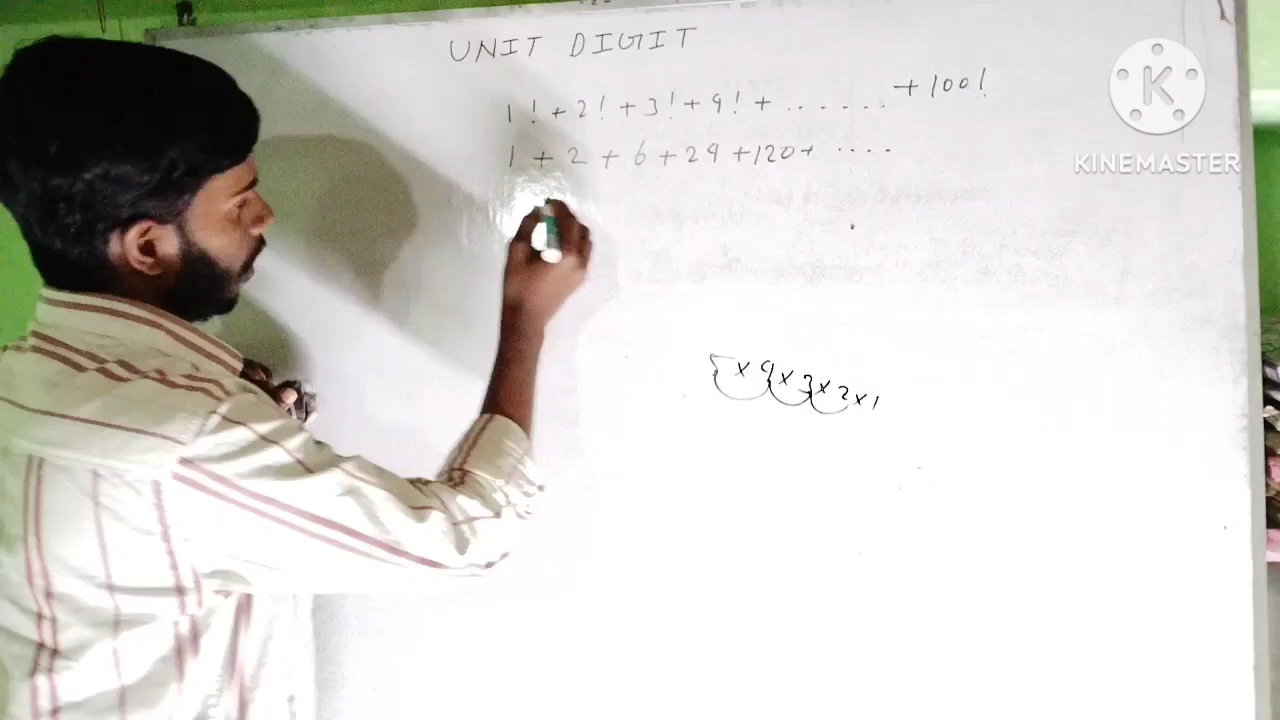 UNIT DIGIT
1! + 2! + 3! + 4! + ...... + 100!
1 + 2 + 6 + 24 + 120 + ....
5 × 4 × 3 × 2 × 1
K
KINEMASTER